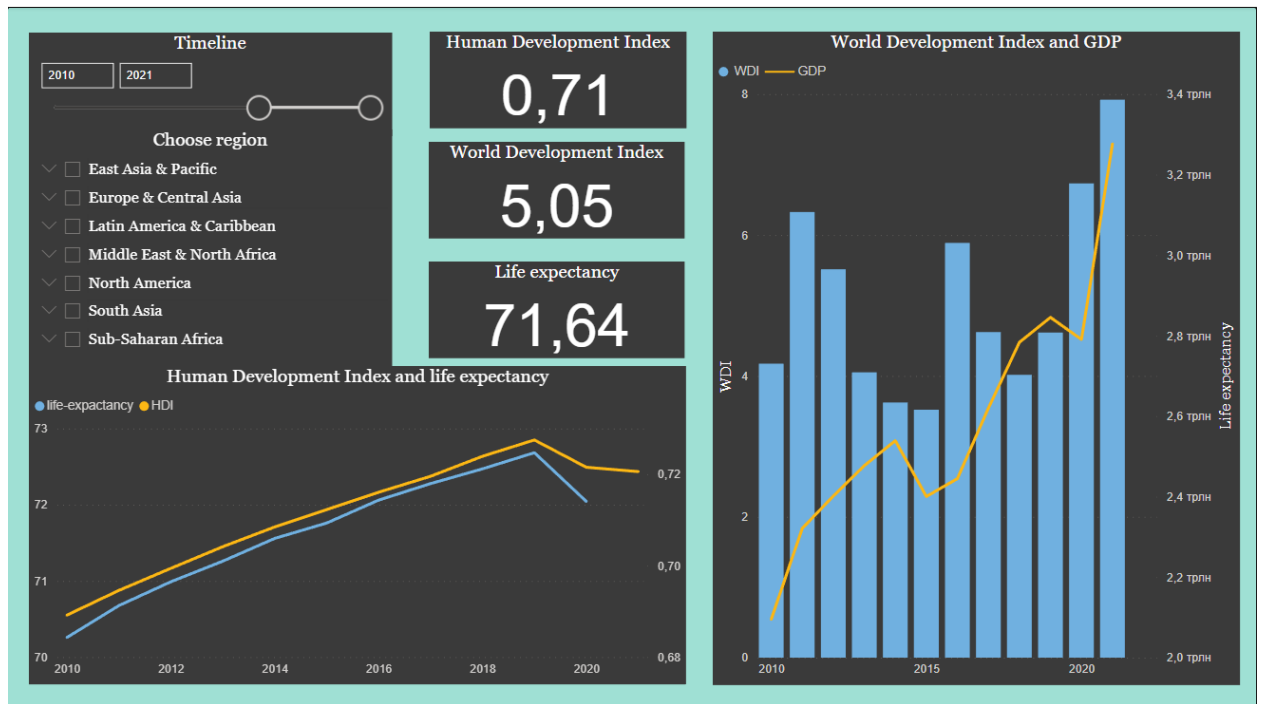 Timeline
2010 2021
Choose region
East Asia & Pacific
Europe & Central Asia
Latin America & Caribbean
Middle East & North Africa
North America
South Asia
Sub-Saharan Africa
Human Development Index
0,71
World Development Index
5,05
Life expectancy
71,64
Human Development Index and life expectancy
life-expactancy HDI
73
72
71
70
0,72
0,70
0,68
2010 2012 2014 2016 2018 2020
World Development Index and GDP
WDI GDP
8
6
4
2
0
WDI
3,4 трлн
3,2 трлн
3,0 трлн
2,8 трлн
2,6 трлн
2,4 трлн
2,2 трлн
2,0 трлн
Life expectancy
2010 2015 2020